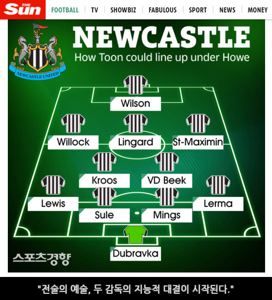 THE
Sun
FOOTBALL
TV
SHOWBIZ
FABULOUS
SPORT
NEWS
MONEY
NEWCASTLE UNITED
NEWCASTLE
How Toon could line up under Howe
Wilson
Willock
Lingard
St-Maximin
Kroos
VD Beek
Lewis
Sule
Mings
Lerma
Dubravka
스포츠경향
"전술의 예술, 두 감독의 지능적 대결이 시작된다."